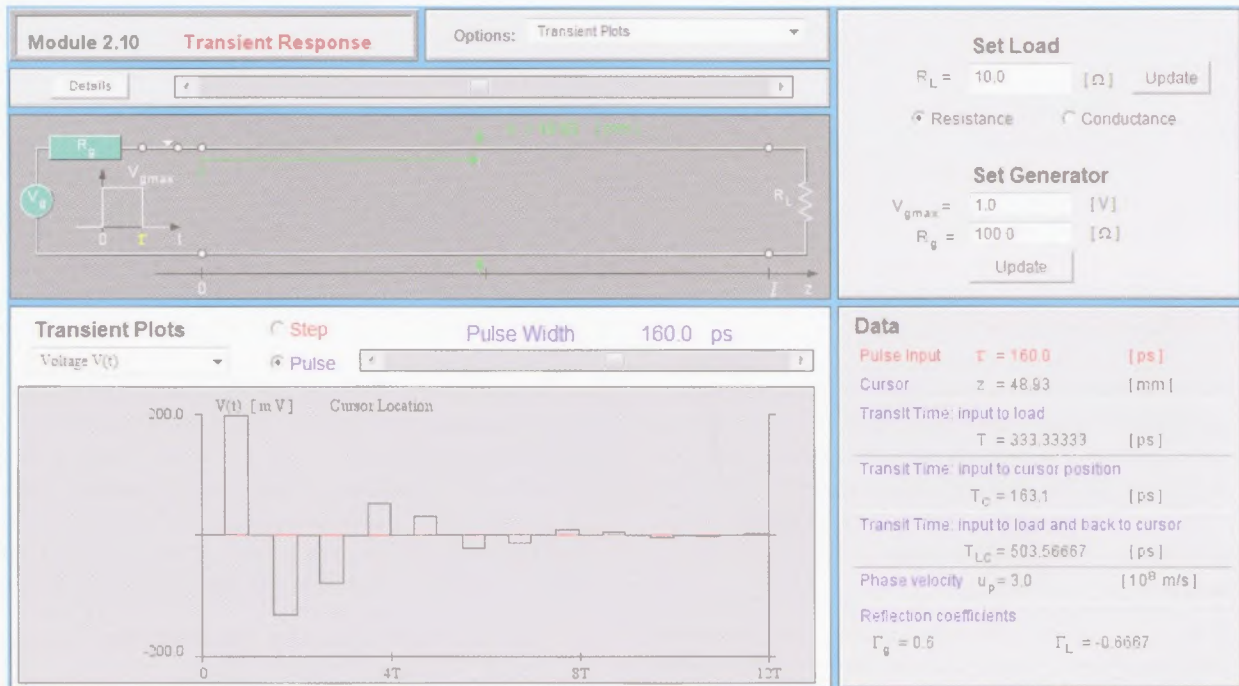 Module 2.10 Transient Response
Options: Transient Plots
Details
R_g
V_gmax
V_g
0 τ t
R_L
0 l z
Set Load
R_L = 10.0 [Ω] Update
Resistance Conductance
Set Generator
V_gmax = 1.0 [V]
R_g = 100.0 [Ω]
Update
Transient Plots
Step
Pulse Width 160.0 ps
Voltage V(t)
Pulse
V(t) [mV] Cursor Location
200.0
-200.0
0 4T 8T 12T
Data
Pulse Input τ = 160.0 [ps]
Cursor z = 48.93 [mm]
Transit Time: input to load
T = 333.33333 [ps]
Transit Time: input to cursor position
T_C = 163.1 [ps]
Transit Time: input to load and back to cursor
T_LC = 503.56667 [ps]
Phase velocity u_p = 3.0 [10^8 m/s]
Reflection coefficients
Γ_g = 0.6 Γ_L = -0.6667